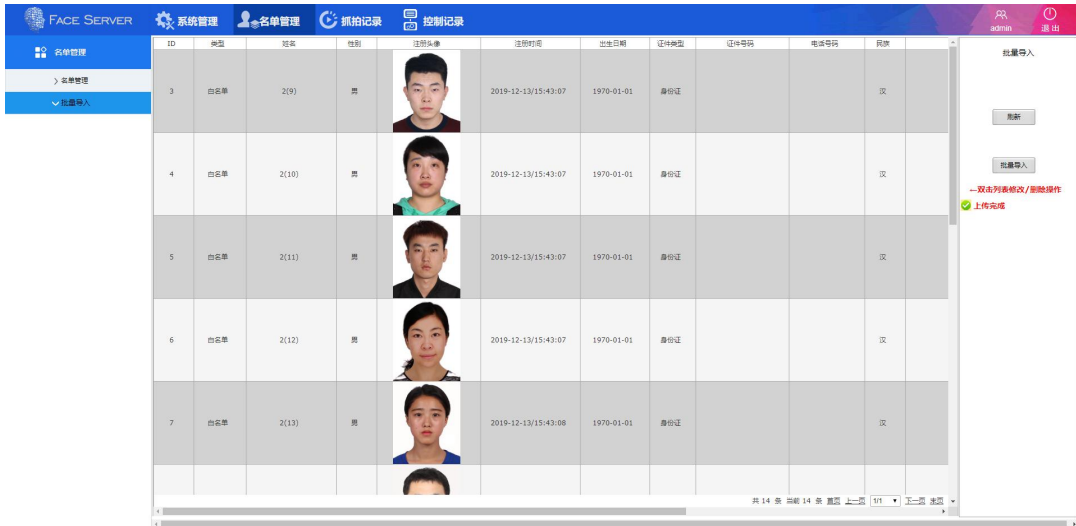 FACE SERVER 系统管理 名单管理 抓拍记录 控制记录 admin 退出
名单管理
名单管理
批量导入
ID 类型 姓名 性别 注册头像 注册时间 出生日期 证件类型 证件号码 电话号码 民族
3 白名单 2(9) 男 2019-12-13/15:43:07 1970-01-01 身份证 汉
4 白名单 2(10) 男 2019-12-13/15:43:07 1970-01-01 身份证 汉
5 白名单 2(11) 男 2019-12-13/15:43:07 1970-01-01 身份证 汉
6 白名单 2(12) 男 2019-12-13/15:43:07 1970-01-01 身份证 汉
7 白名单 2(13) 男 2019-12-13/15:43:08 1970-01-01 身份证 汉
共 14 条 当前 14 条 首页 上一页 1/1 下一页 末页
批量导入
刷新
批量导入
←双击列表修改/删除操作
上传完成